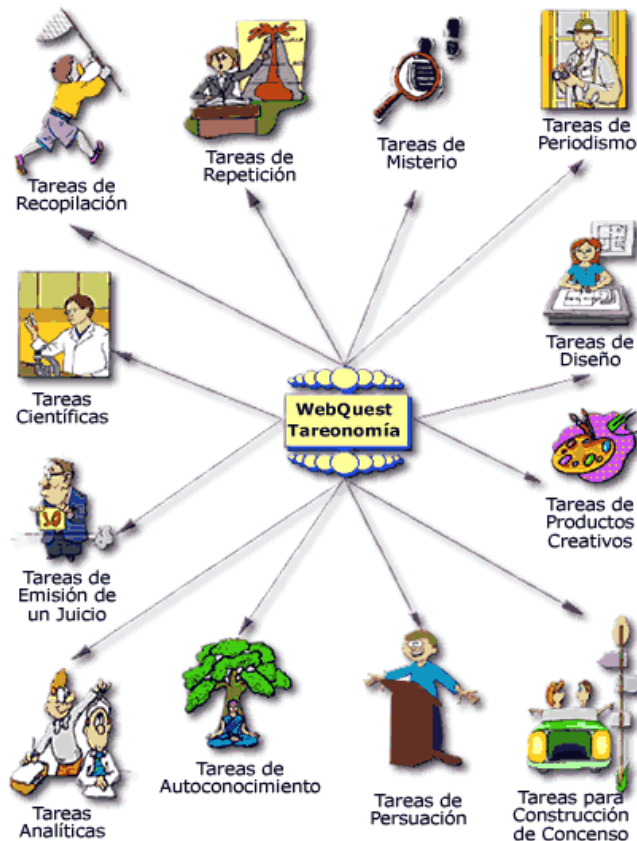 Tareas de
Recopilación
Tareas de
Repetición
Tareas de
Misterio
Tareas de
Periodismo
Tareas
Científicas
WebQuest
Tareonomía
Tareas de
Diseño
Tareas de
Productos
Creativos
Tareas de
Emisión de
un Juicio
Tareas
Analíticas
Tareas de
Autoconocimiento
Tareas de
Persuación
Tareas para
Construcción
de Concenso